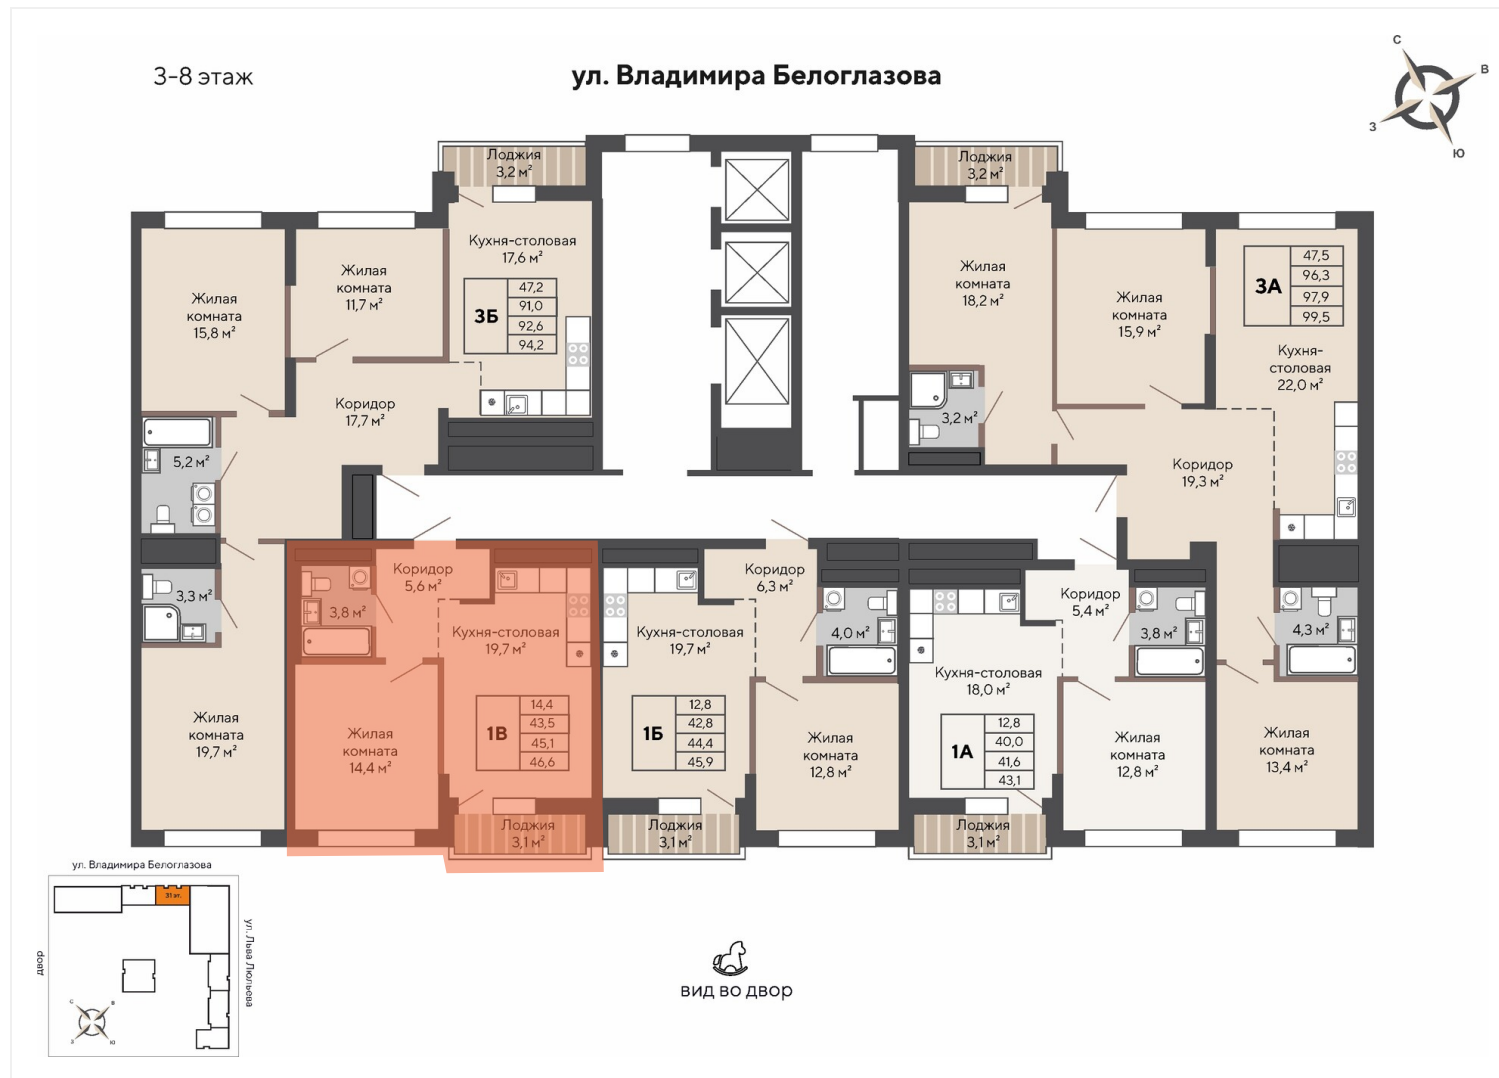 3-8 этаж
ул. Владимира Белоглазова
С
В
З
Ю
Лоджия
3,2 м²
Лоджия
3,2 м²
Кухня-столовая
17,6 м²
3Б
47,2
91,0
92,6
94,2
Жилая
комната
11,7 м²
Жилая
комната
15,8 м²
Коридор
17,7 м²
5,2 м²
3,3 м²
Жилая
комната
19,7 м²
Жилая
комната
18,2 м²
Жилая
комната
15,9 м²
3А
47,5
96,3
97,9
99,5
Кухня-
столовая
22,0 м²
3,2 м²
Коридор
19,3 м²
4,3 м²
Жилая
комната
13,4 м²
Коридор
5,6 м²
3,8 м²
Кухня-столовая
19,7 м²
1В
14,4
43,5
45,1
46,6
Жилая
комната
14,4 м²
Лоджия
3,1 м²
Коридор
6,3 м²
Кухня-столовая
19,7 м²
4,0 м²
1Б
12,8
42,8
44,4
45,9
Жилая
комната
12,8 м²
Лоджия
3,1 м²
Коридор
5,4 м²
3,8 м²
Кухня-столовая
18,0 м²
1А
12,8
40,0
41,6
43,1
Жилая
комната
12,8 м²
Лоджия
3,1 м²
ул. Владимира Белоглазова
31 эт.
двор
ул. Льва Люльева
С
В
З
Ю
вид во двор